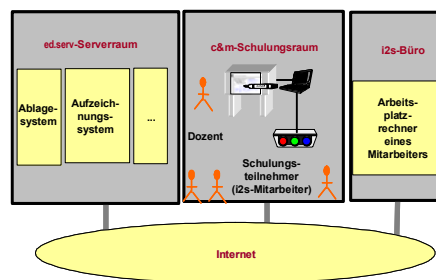 ed.serv-Serverraum
Ablage-
system
Aufzeich-
nungs-
system
...
c&m-Schulungsraum
Dozent
Schulungs-
teilnehmer
(i2s-Mitarbeiter)
i2s-Büro
Arbeits-
platz-
rechner
eines
Mitarbeiters
Internet